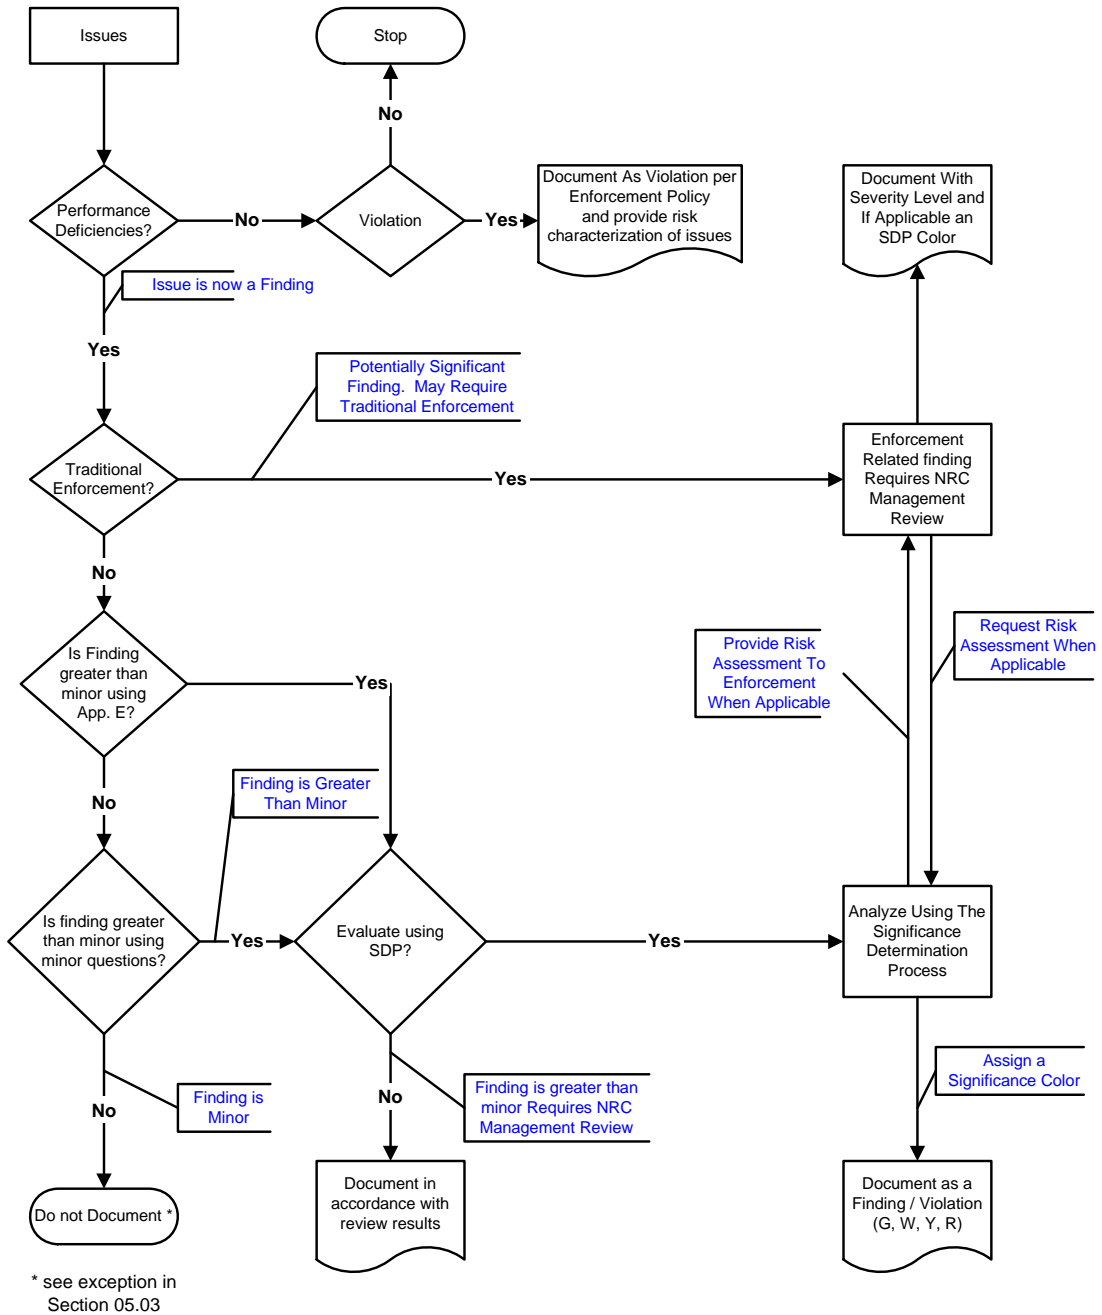 Issues
Stop
No
Performance
Deficiencies?
No
Violation
Yes
Document As Violation per
Enforcement Policy
and provide risk
characterization of issues
Document With
Severity Level and
If Applicable an
SDP Color
Issue is now a Finding
Yes
Potentially Significant
Finding. May Require
Traditional Enforcement
Traditional
Enforcement?
Yes
Enforcement
Related finding
Requires NRC
Management
Review
No
Is Finding
greater than
minor using
App. E?
Yes
Provide Risk
Assessment To
Enforcement
When Applicable
Request Risk
Assessment When
Applicable
No
Finding is Greater
Than Minor
Is finding greater
than minor using
minor questions?
Yes
Evaluate using
SDP?
Yes
Analyze Using The
Significance
Determination
Process
No
Finding is
Minor
No
Finding is greater than
minor Requires NRC
Management Review
Assign a
Significance Color
Do not Document *
Document in
accordance with
review results
Document as a
Finding / Violation
(G, W, Y, R)
* see exception in
Section 05.03